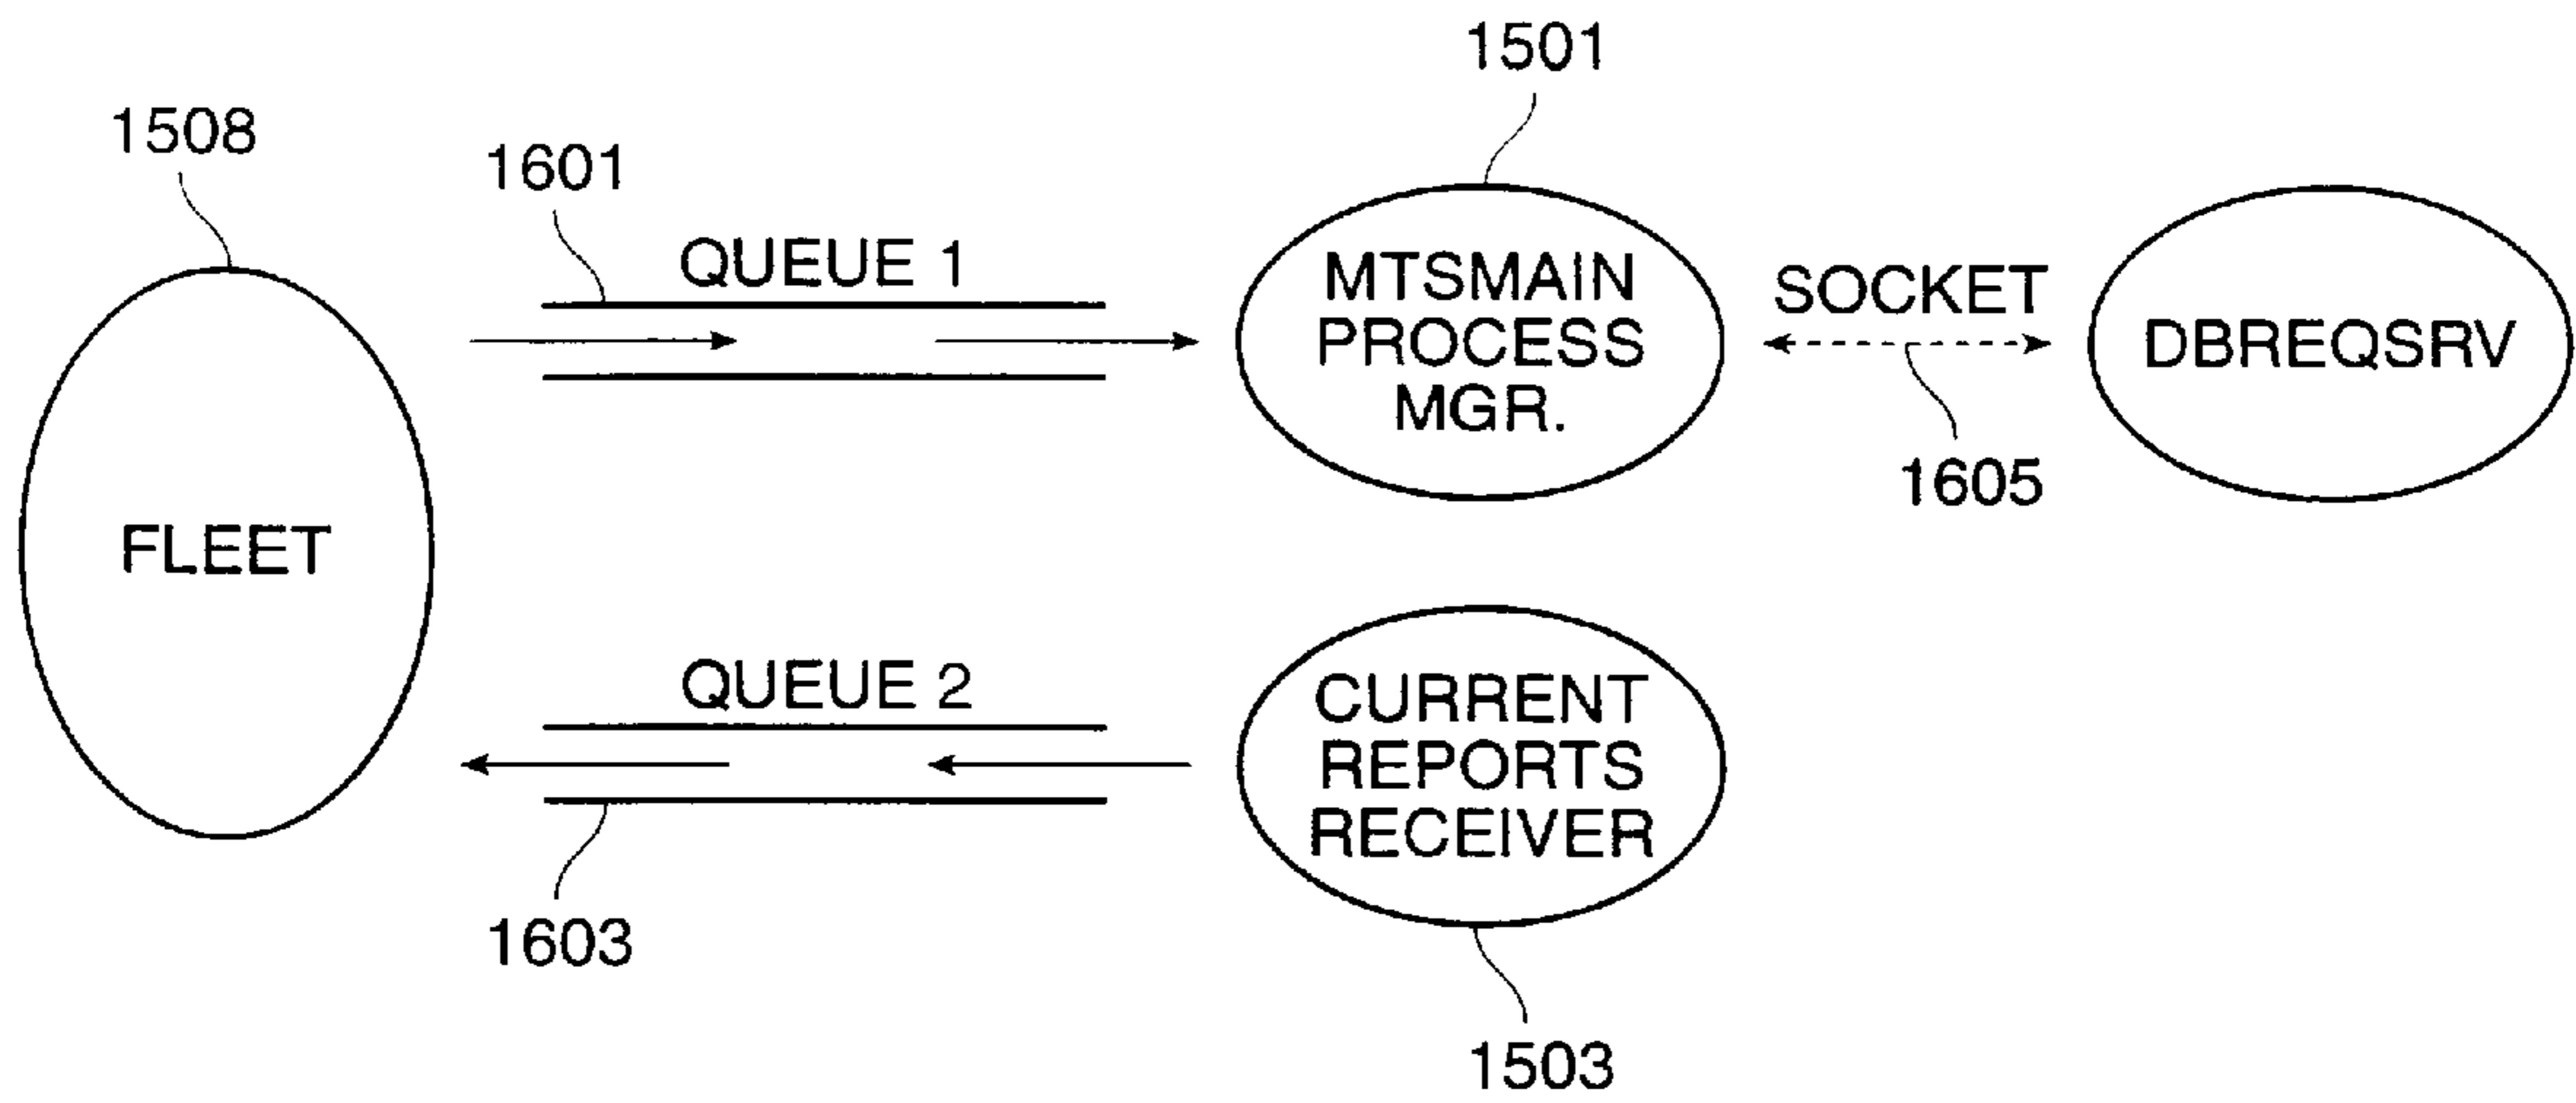 1501
1508
1601
QUEUE 1
MTSMAIN
PROCESS
MGR.
SOCKET
DBREQSRV
1605
FLEET
QUEUE 2
CURRENT
REPORTS
RECEIVER
1603
1503